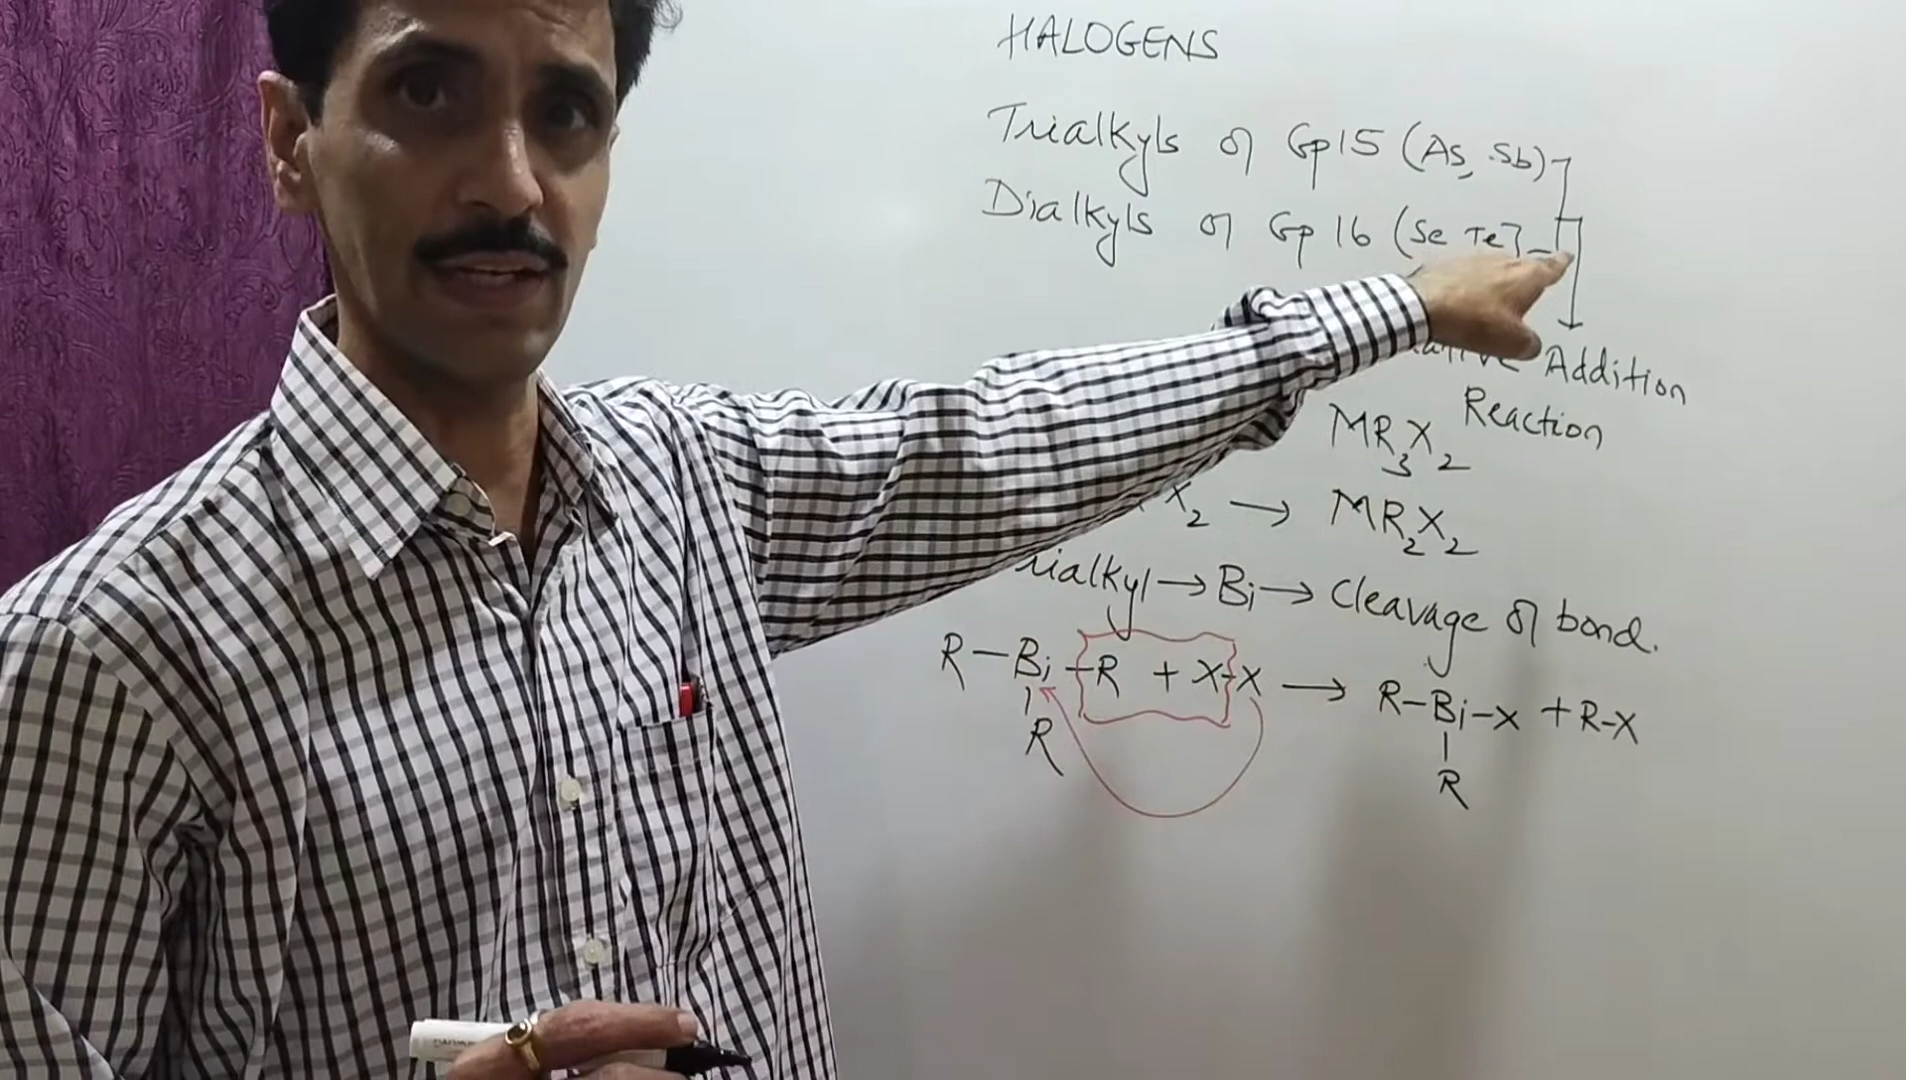 HALOGENS
Trialkyls of Gp15 (As, Sb)
Dialkyls of Gp 16 (Se Te)
Addition
Reaction
MR₃X₂
X₂ → MR₂X₂
→ Bi → Cleavage of bond.
R-Bi-R + X-X → R-Bi-X + R-X
R R